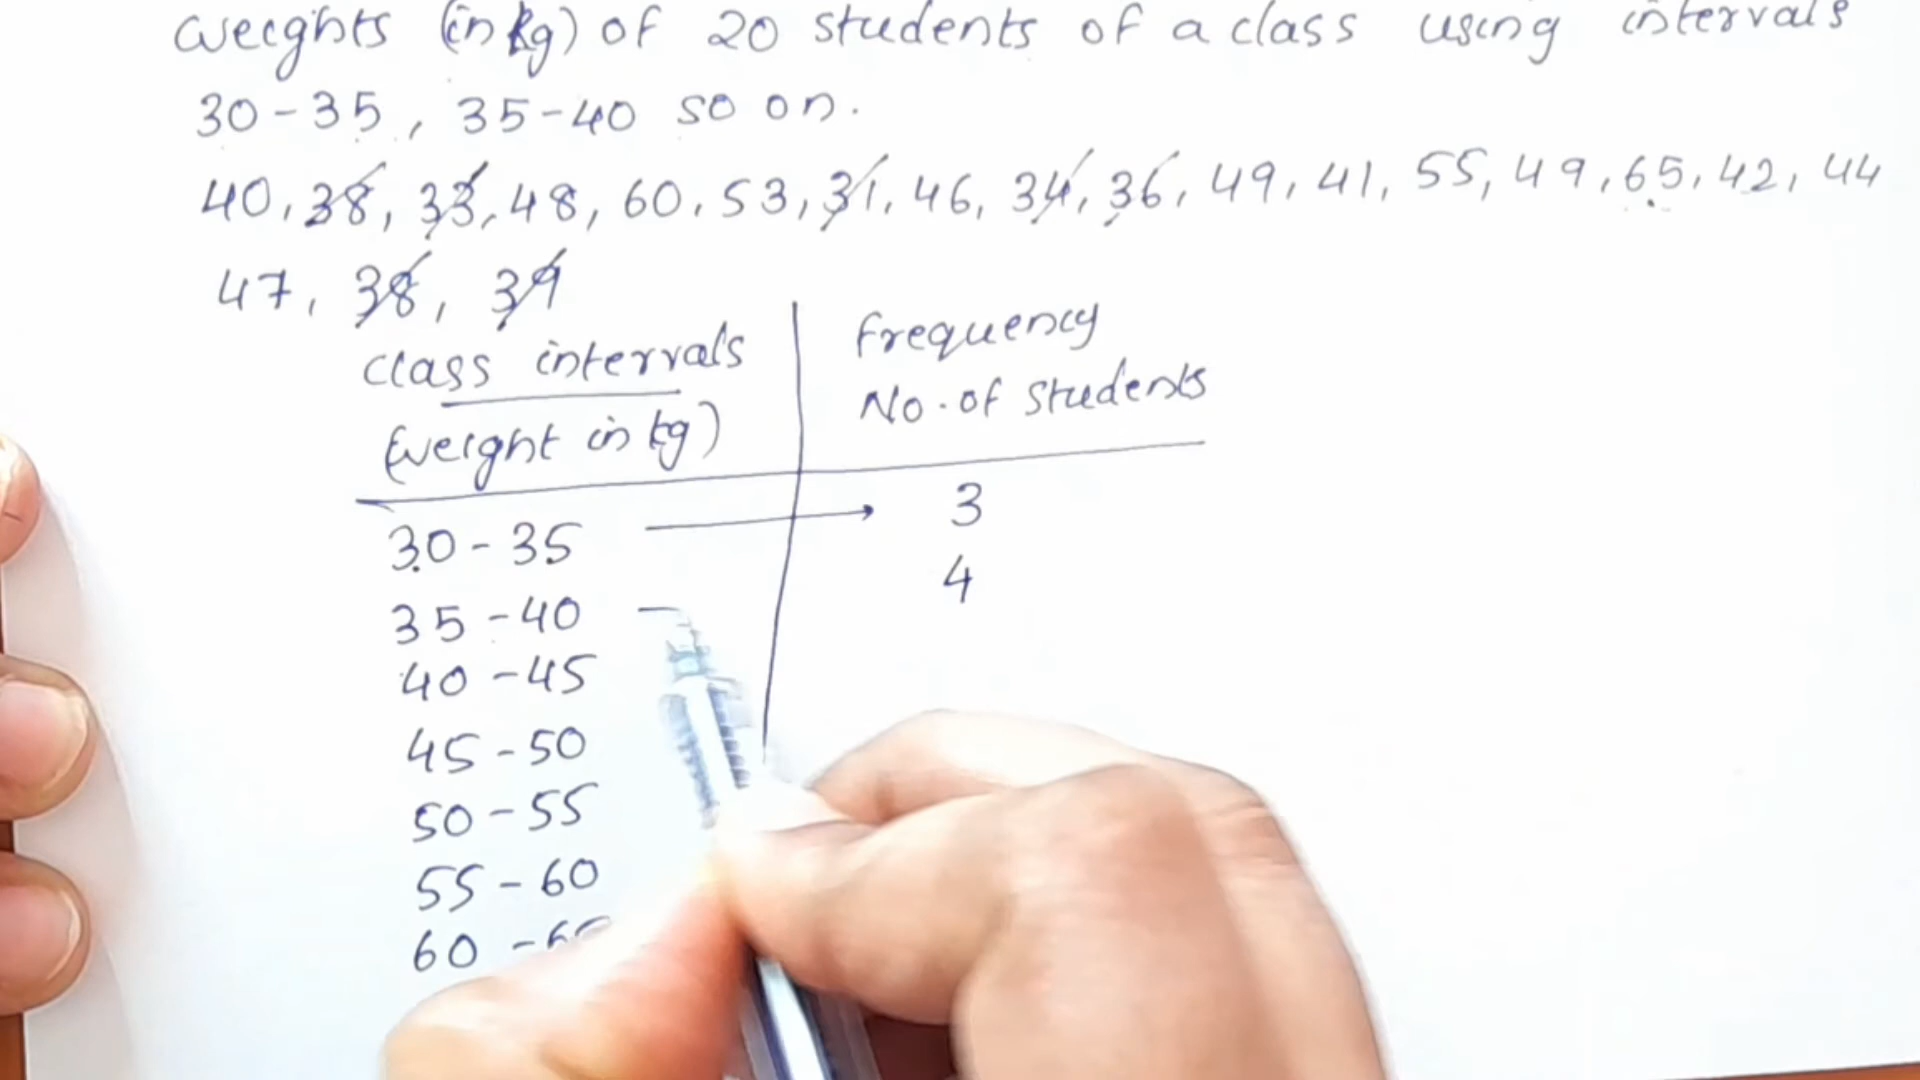 weights (in kg) of 20 students of a class using intervals
30-35, 35-40 so on.
40, 38, 33, 48, 60, 53, 31, 46, 34, 36, 49, 41, 55, 49, 65, 42, 44
47, 38, 39
class intervals
(weight in kg)
Frequency
No. of students
30-35 → 3
35-40 4
40-45
45-50
50-55
55-60
60